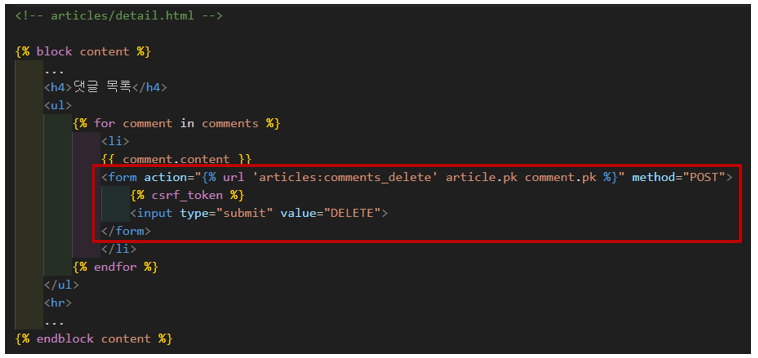 <!-- articles/detail.html -->
{% block content %}
...
<h4>댓글 목록</h4>
<ul>
{% for comment in comments %}
<li>
{{ comment.content }}
<form action="{% url 'articles:comments_delete' article.pk comment.pk %}" method="POST">
{% csrf_token %}
<input type="submit" value="DELETE">
</form>
</li>
{% endfor %}
</ul>
<hr>
...
{% endblock content %}